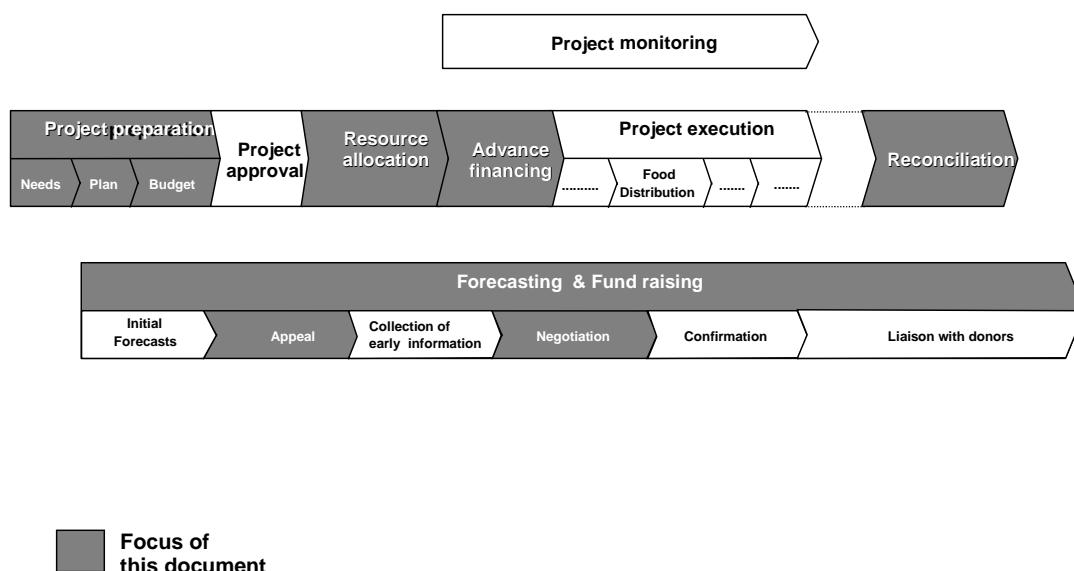 Project monitoring
Project preparation
Project
approval
Resource
allocation
Advance
financing
Project execution
Reconciliation
Needs
Plan
Budget
..........
Food
Distribution
.......
.......
Forecasting & Fund raising
Initial
Forecasts
Appeal
Collection of
early information
Negotiation
Confirmation
Liaison with donors
Focus of
this document